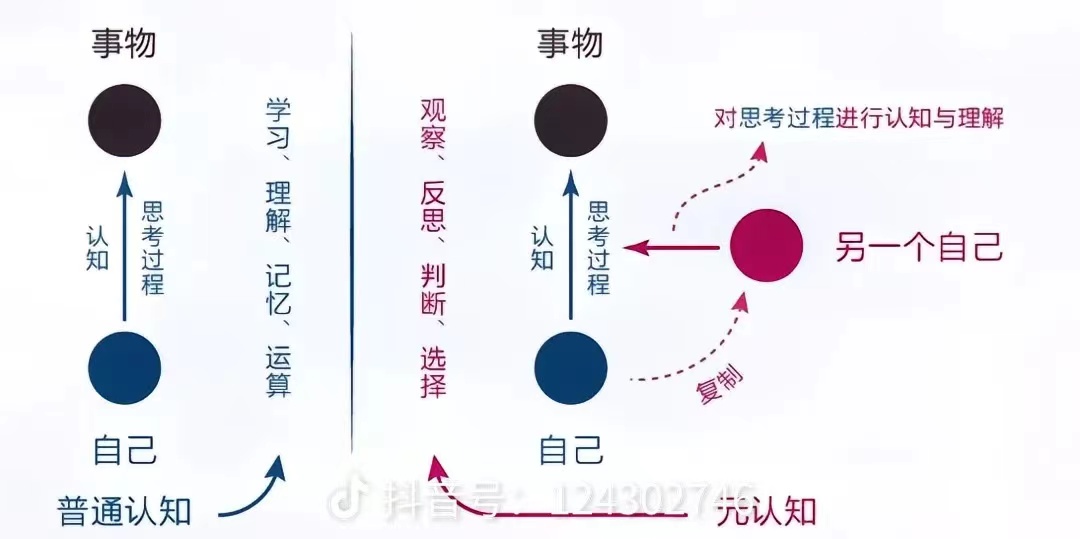 事物
认知
思考过程
自己
普通认知
学习、理解、记忆、运算
观察、反思、判断、选择
事物
认知
思考过程
自己
复制
对思考过程进行认知与理解
另一个自己
元认知
抖音号：124302746